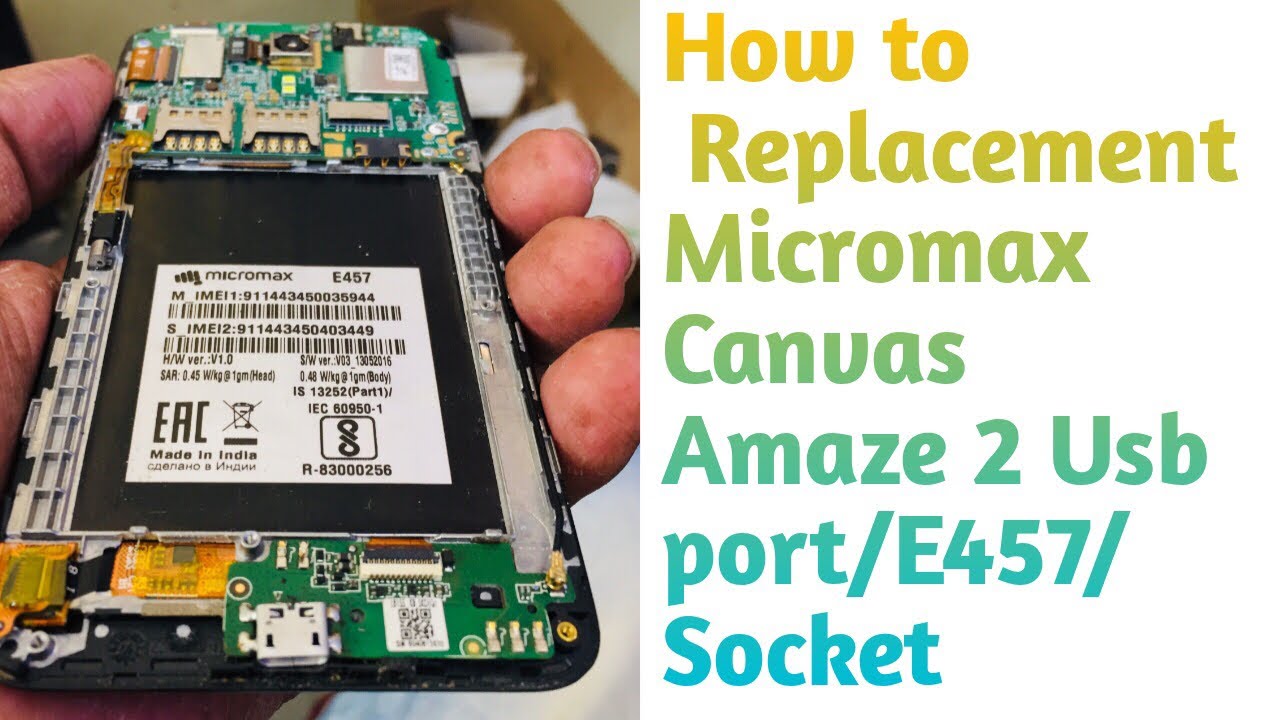 micromax E457
M_IMEI1:911443450035944
S_IMEI2:911443450403449
H/W ver.:V1.0 S/W ver.:V03_13052016
SAR: 0.45 W/kg@1gm(Head) 0.48 W/kg@1gm(Body)
IS 13252(Part1)/
IEC 60950-1
EAC
Made In India
сделано в Индии
R-83000256
How to
Replacement
Micromax
Canvas
Amaze 2 Usb
port/E457/
Socket